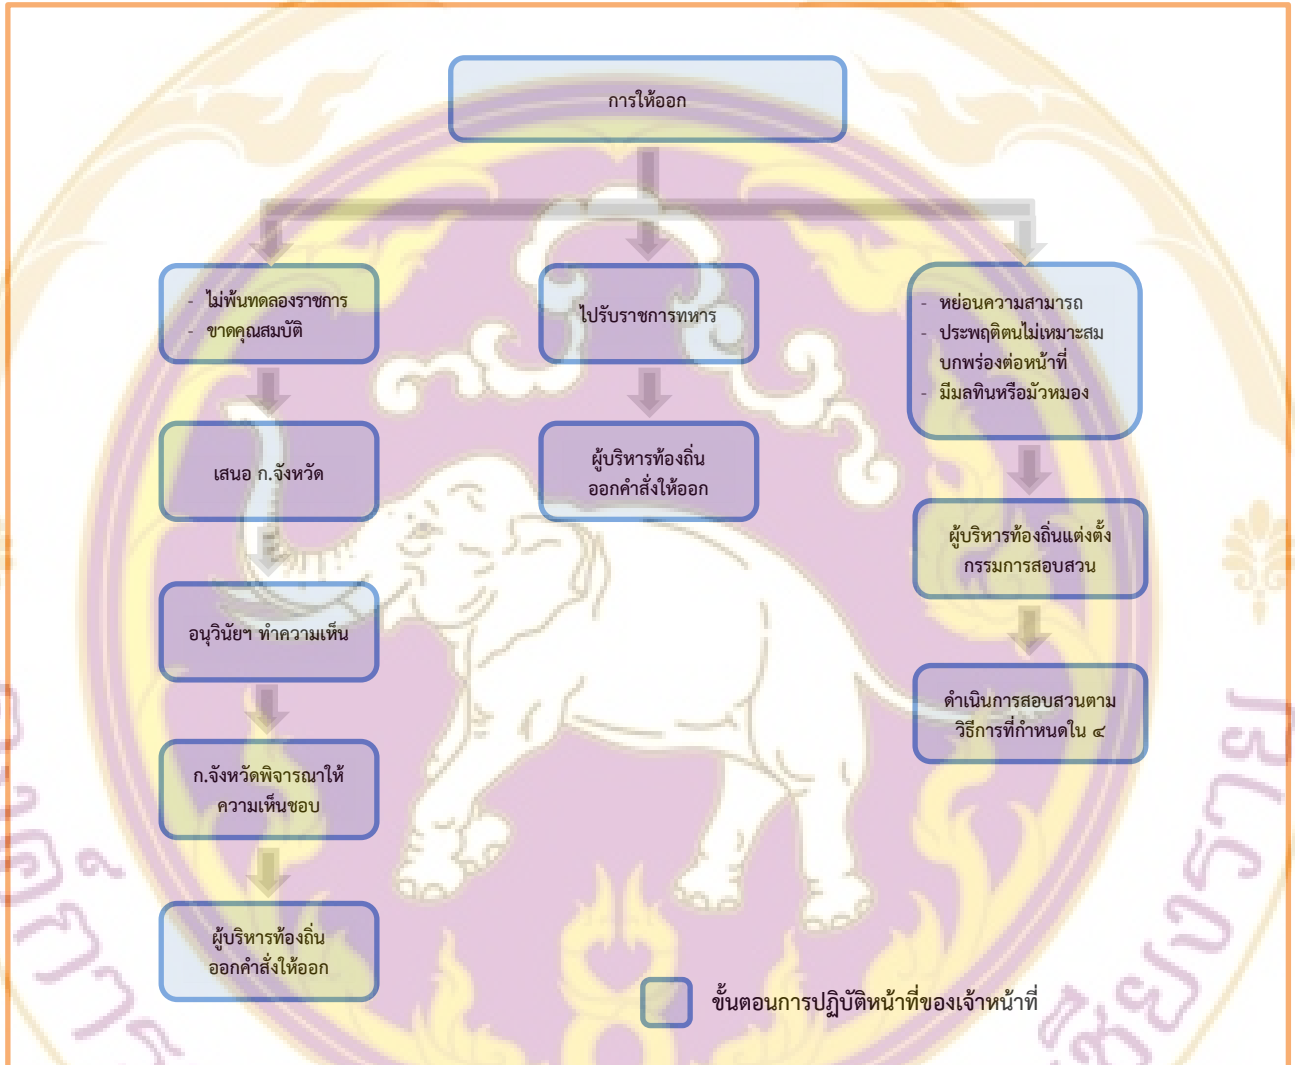 การให้ออก
- ไม่พ้นทดลองราชการ
- ขาดคุณสมบัติ
เสนอ ก.จังหวัด
อนุวินัยฯ ทำความเห็น
ก.จังหวัดพิจารณาให้
ความเห็นชอบ
ผู้บริหารท้องถิ่น
ออกคำสั่งให้ออก
ไปรับราชการทหาร
ผู้บริหารท้องถิ่น
ออกคำสั่งให้ออก
- หย่อนความสามารถ
- ประพฤติตนไม่เหมาะสม
บกพร่องต่อหน้าที่
- มีมลทินหรือมัวหมอง
ผู้บริหารท้องถิ่นแต่งตั้ง
กรรมการสอบสวน
ดำเนินการสอบสวนตาม
วิธีการที่กำหนดใน ๔
ขั้นตอนการปฏิบัติหน้าที่ของเจ้าหน้าที่
เชียงราย